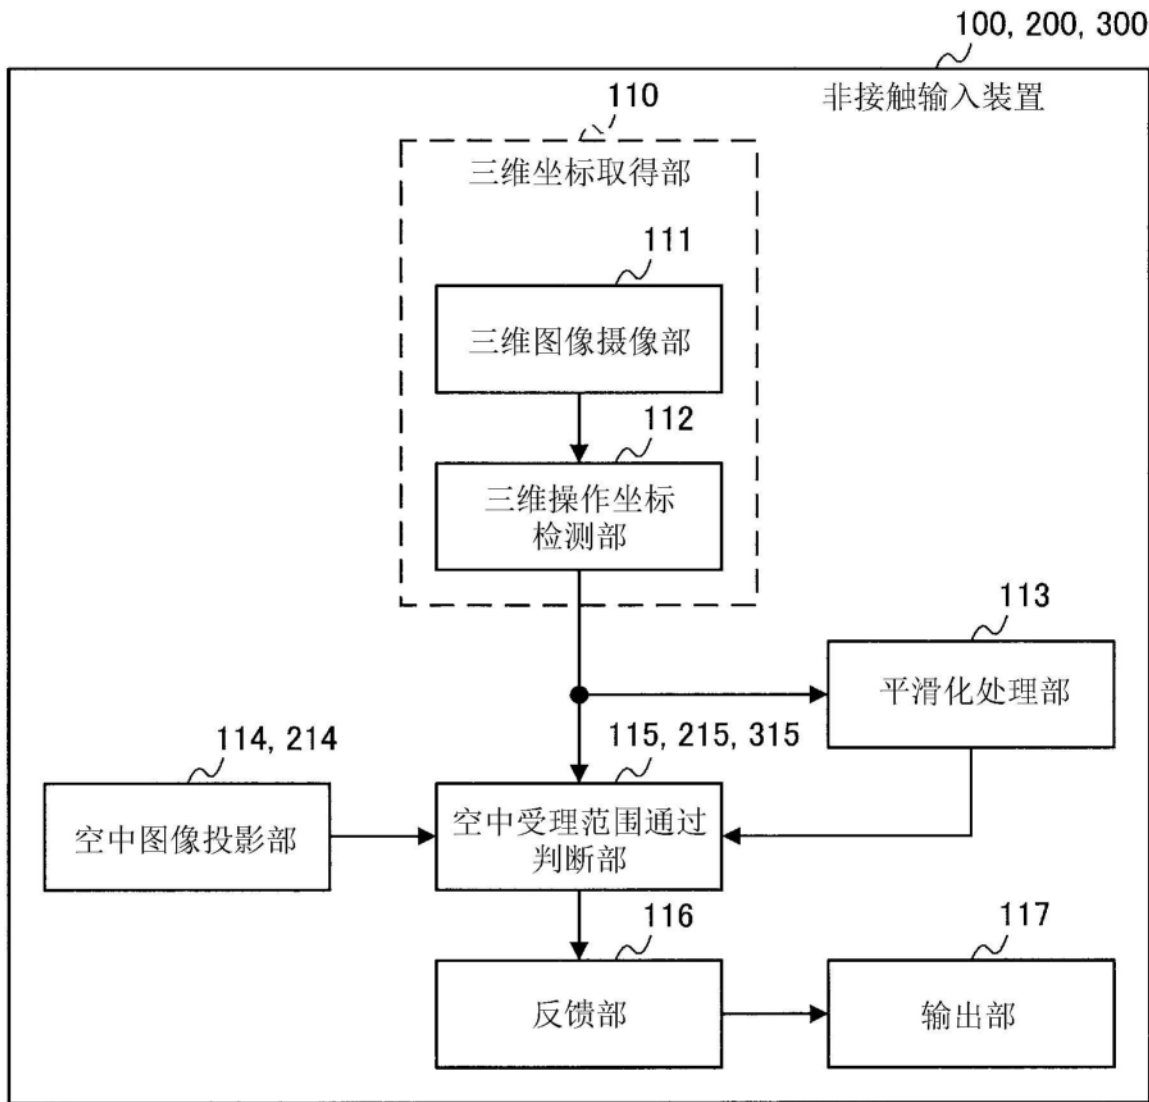 100, 200, 300
非接触输入装置
110
三维坐标取得部
111
三维图像摄像部
112
三维操作坐标
检测部
113
平滑化处理部
114, 214
空中图像投影部
115, 215, 315
空中受理范围通过
判断部
116
反馈部
117
输出部